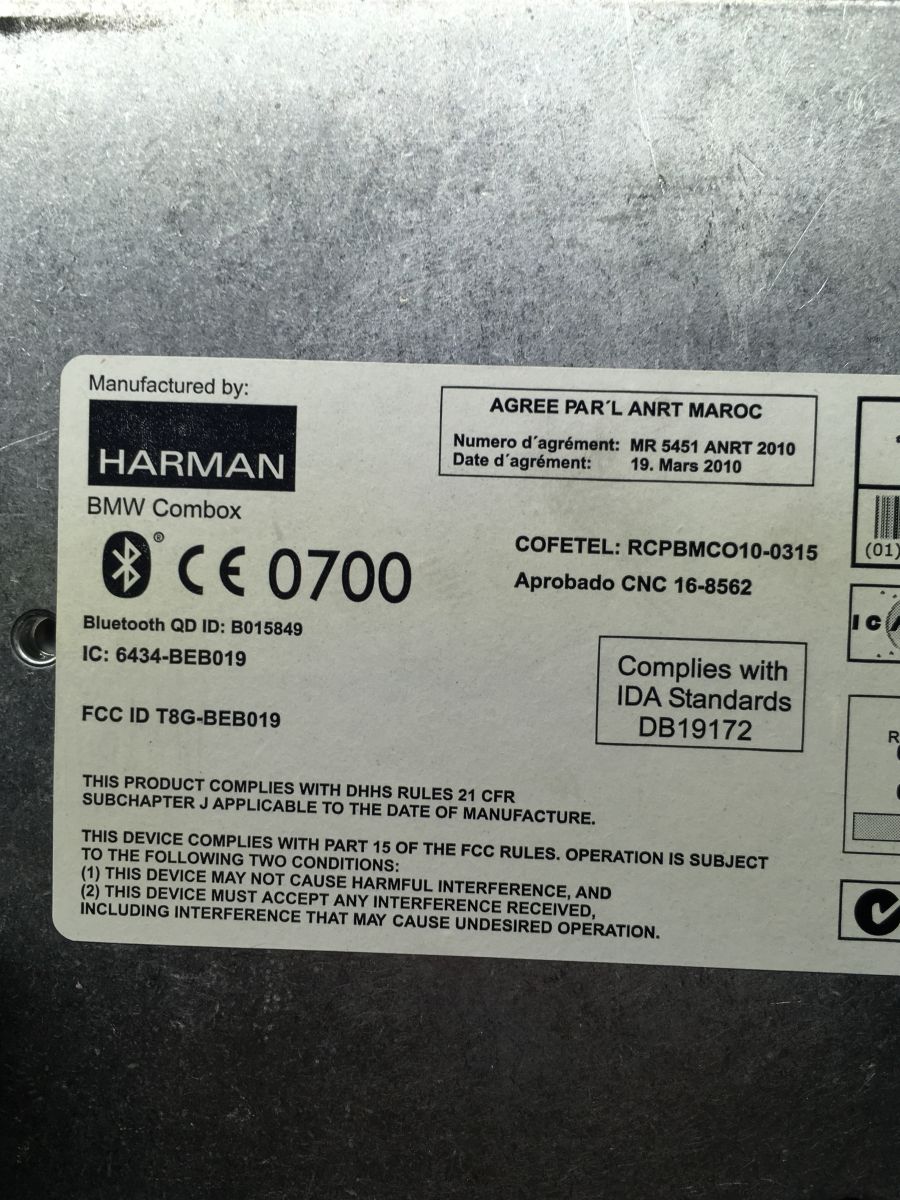 Manufactured by:
HARMAN
BMW Combox
® CE 0700
Bluetooth QD ID: B015849
IC: 6434-BEB019
FCC ID T8G-BEB019
AGREE PAR´L ANRT MAROC
Numero d´agrément: MR 5451 ANRT 2010
Date d´agrément: 19. Mars 2010
COFETEL: RCPBMCO10-0315
Aprobado CNC 16-8562
Complies with
IDA Standards
DB19172
THIS PRODUCT COMPLIES WITH DHHS RULES 21 CFR
SUBCHAPTER J APPLICABLE TO THE DATE OF MANUFACTURE.
THIS DEVICE COMPLIES WITH PART 15 OF THE FCC RULES. OPERATION IS SUBJECT
TO THE FOLLOWING TWO CONDITIONS:
(1) THIS DEVICE MAY NOT CAUSE HARMFUL INTERFERENCE, AND
(2) THIS DEVICE MUST ACCEPT ANY INTERFERENCE RECEIVED,
INCLUDING INTERFERENCE THAT MAY CAUSE UNDESIRED OPERATION.
(01)
I C
R